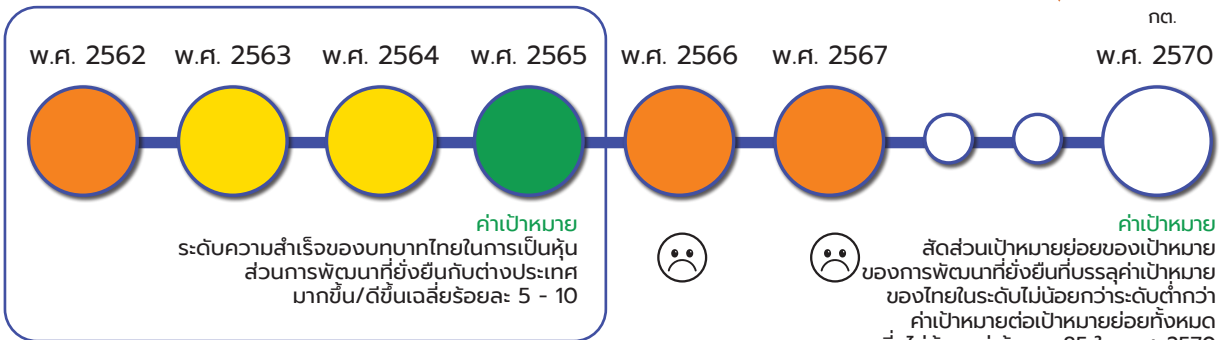 กต.
พ.ศ. 2562 พ.ศ. 2563 พ.ศ. 2564 พ.ศ. 2565 พ.ศ. 2566 พ.ศ. 2567 พ.ศ. 2570
ค่าเป้าหมาย
ระดับความสำเร็จของบทบาทไทยในการเป็นหุ้น
ส่วนการพัฒนาที่ยั่งยืนกับต่างประเทศ
มากขึ้น/ดีขึ้นเฉลี่ยร้อยละ 5 - 10
ค่าเป้าหมาย
สัดส่วนเป้าหมายย่อยของเป้าหมาย
ของการพัฒนาที่ยั่งยืนที่บรรลุค่าเป้าหมาย
ของไทยในระดับไม่น้อยกว่าระดับต่ำกว่า
ค่าเป้าหมายต่อเป้าหมายย่อยทั้งหมด